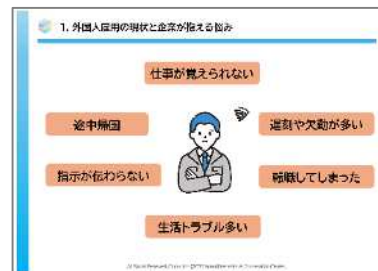 1. 外国人雇用の現状と企業が抱える悩み
仕事が覚えられない
途中帰国
遅刻や欠勤が多い
指示が伝わらない
転職してしまった
生活トラブル多い